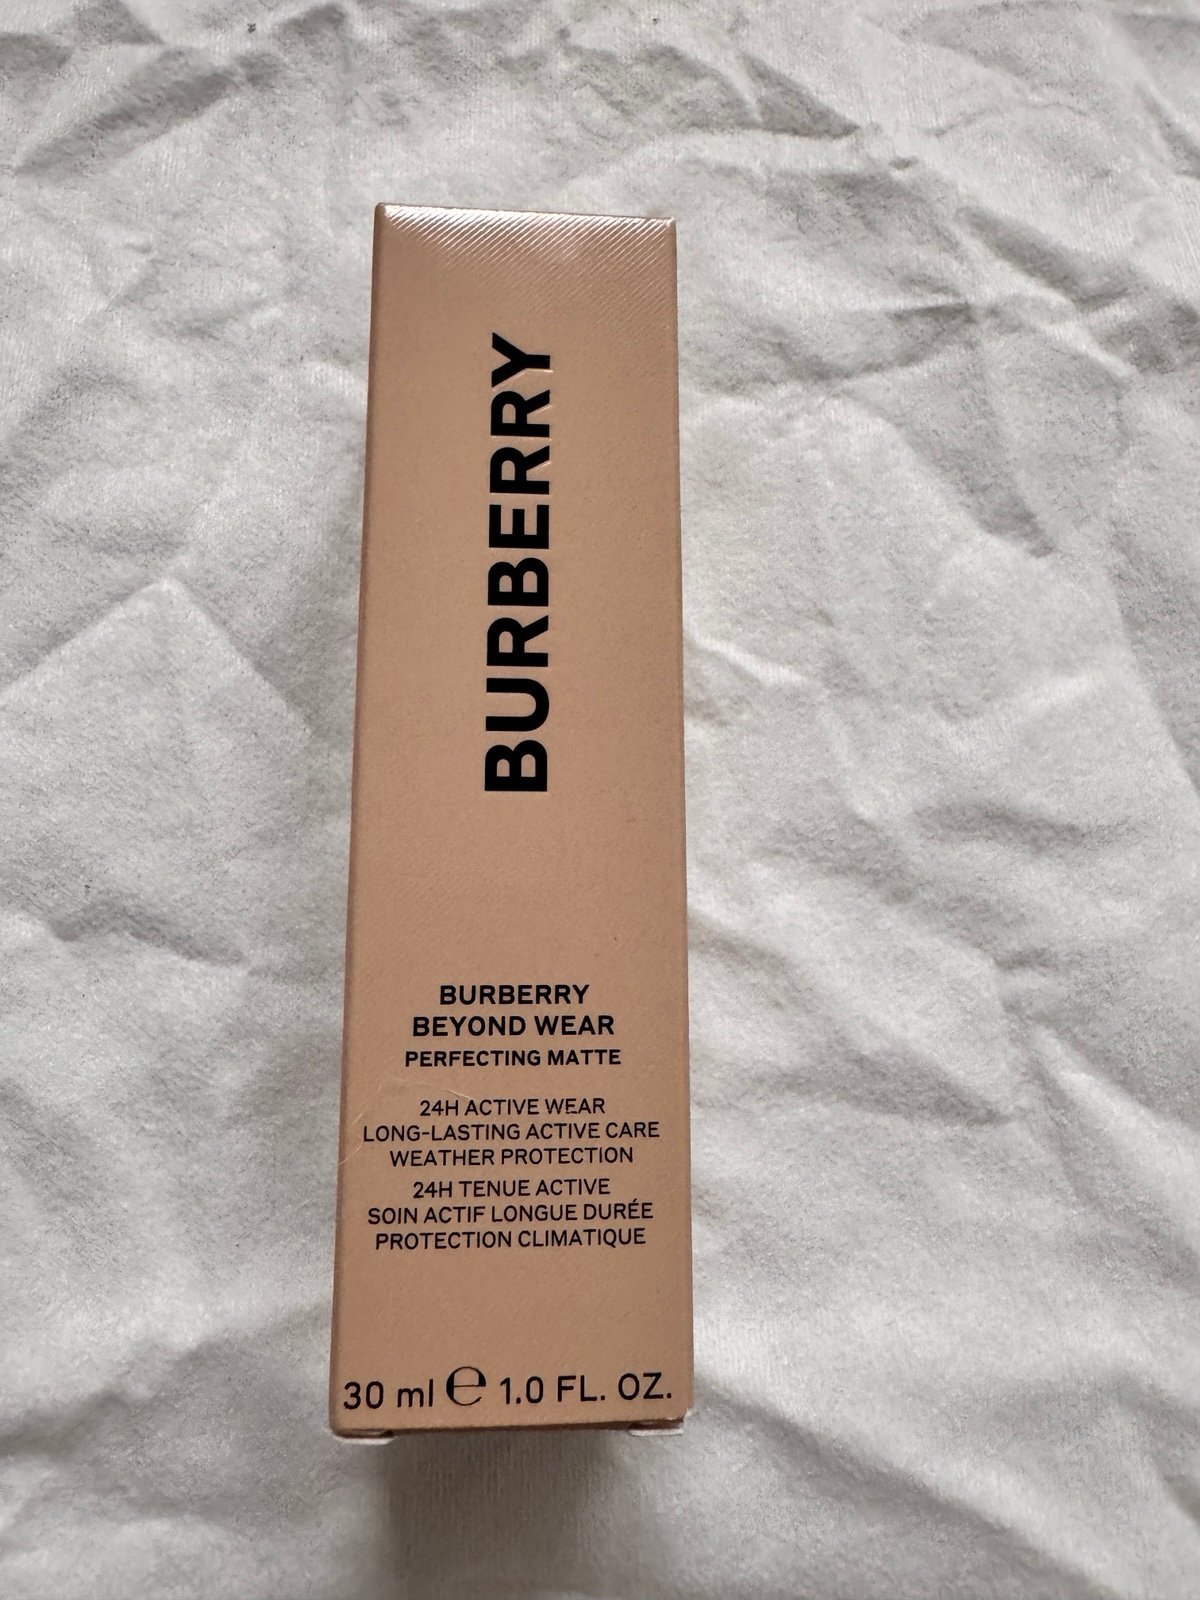 BURBERRY
BURBERRY
BEYOND WEAR
PERFECTING MATTE
24H ACTIVE WEAR
LONG-LASTING ACTIVE CARE
WEATHER PROTECTION
24H TENUE ACTIVE
SOIN ACTIF LONGUE DURÉE
PROTECTION CLIMATIQUE
30 ml ℮ 1.0 FL. OZ.